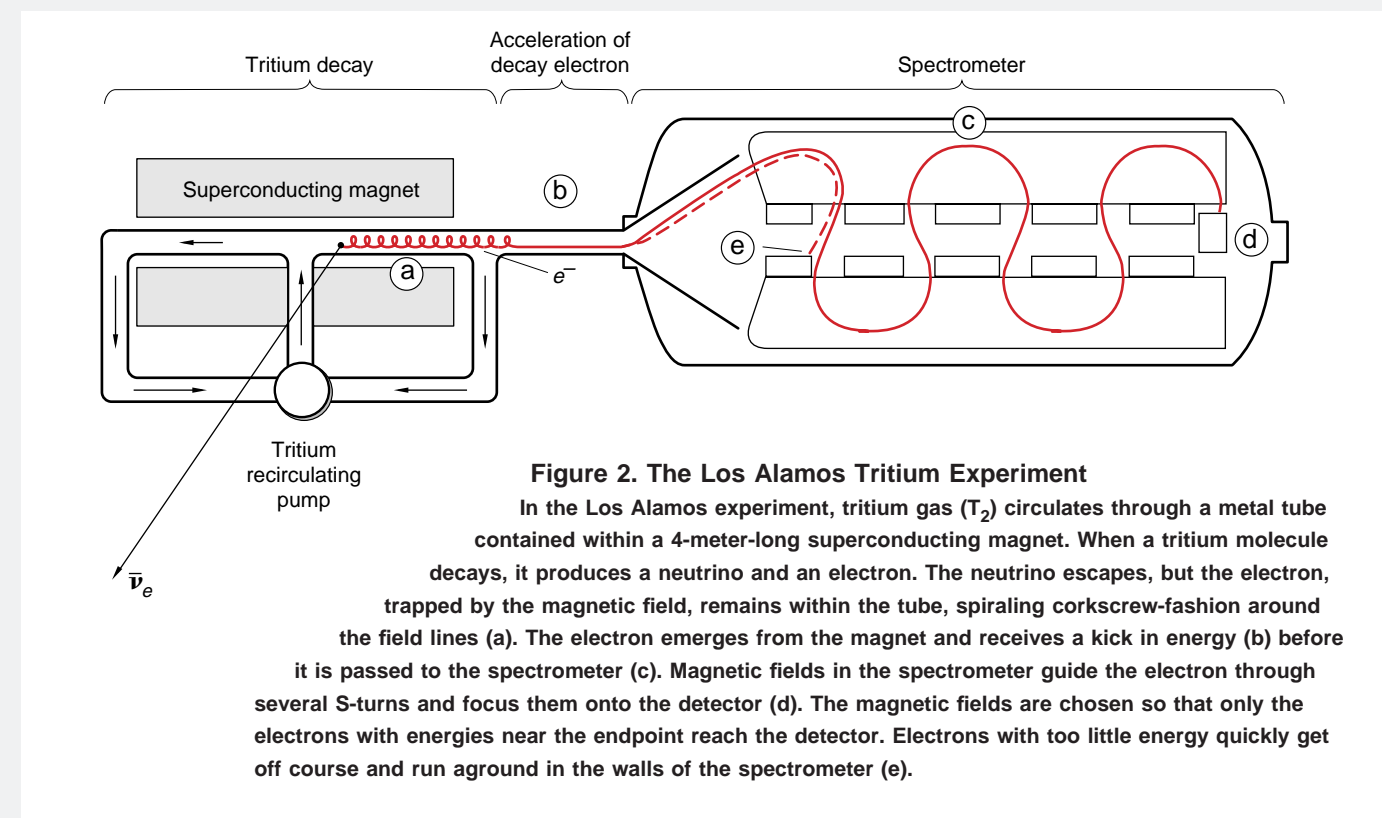 Acceleration of
decay electron
Tritium decay
Spectrometer
c
Superconducting magnet
b
a
e⁻
e
d
Tritium
recirculating
pump
ν̅ₑ
Figure 2. The Los Alamos Tritium Experiment
In the Los Alamos experiment, tritium gas (T₂) circulates through a metal tube
contained within a 4-meter-long superconducting magnet. When a tritium molecule
decays, it produces a neutrino and an electron. The neutrino escapes, but the electron,
trapped by the magnetic field, remains within the tube, spiraling corkscrew-fashion around
the field lines (a). The electron emerges from the magnet and receives a kick in energy (b) before
it is passed to the spectrometer (c). Magnetic fields in the spectrometer guide the electron through
several S-turns and focus them onto the detector (d). The magnetic fields are chosen so that only the
electrons with energies near the endpoint reach the detector. Electrons with too little energy quickly get
off course and run aground in the walls of the spectrometer (e).